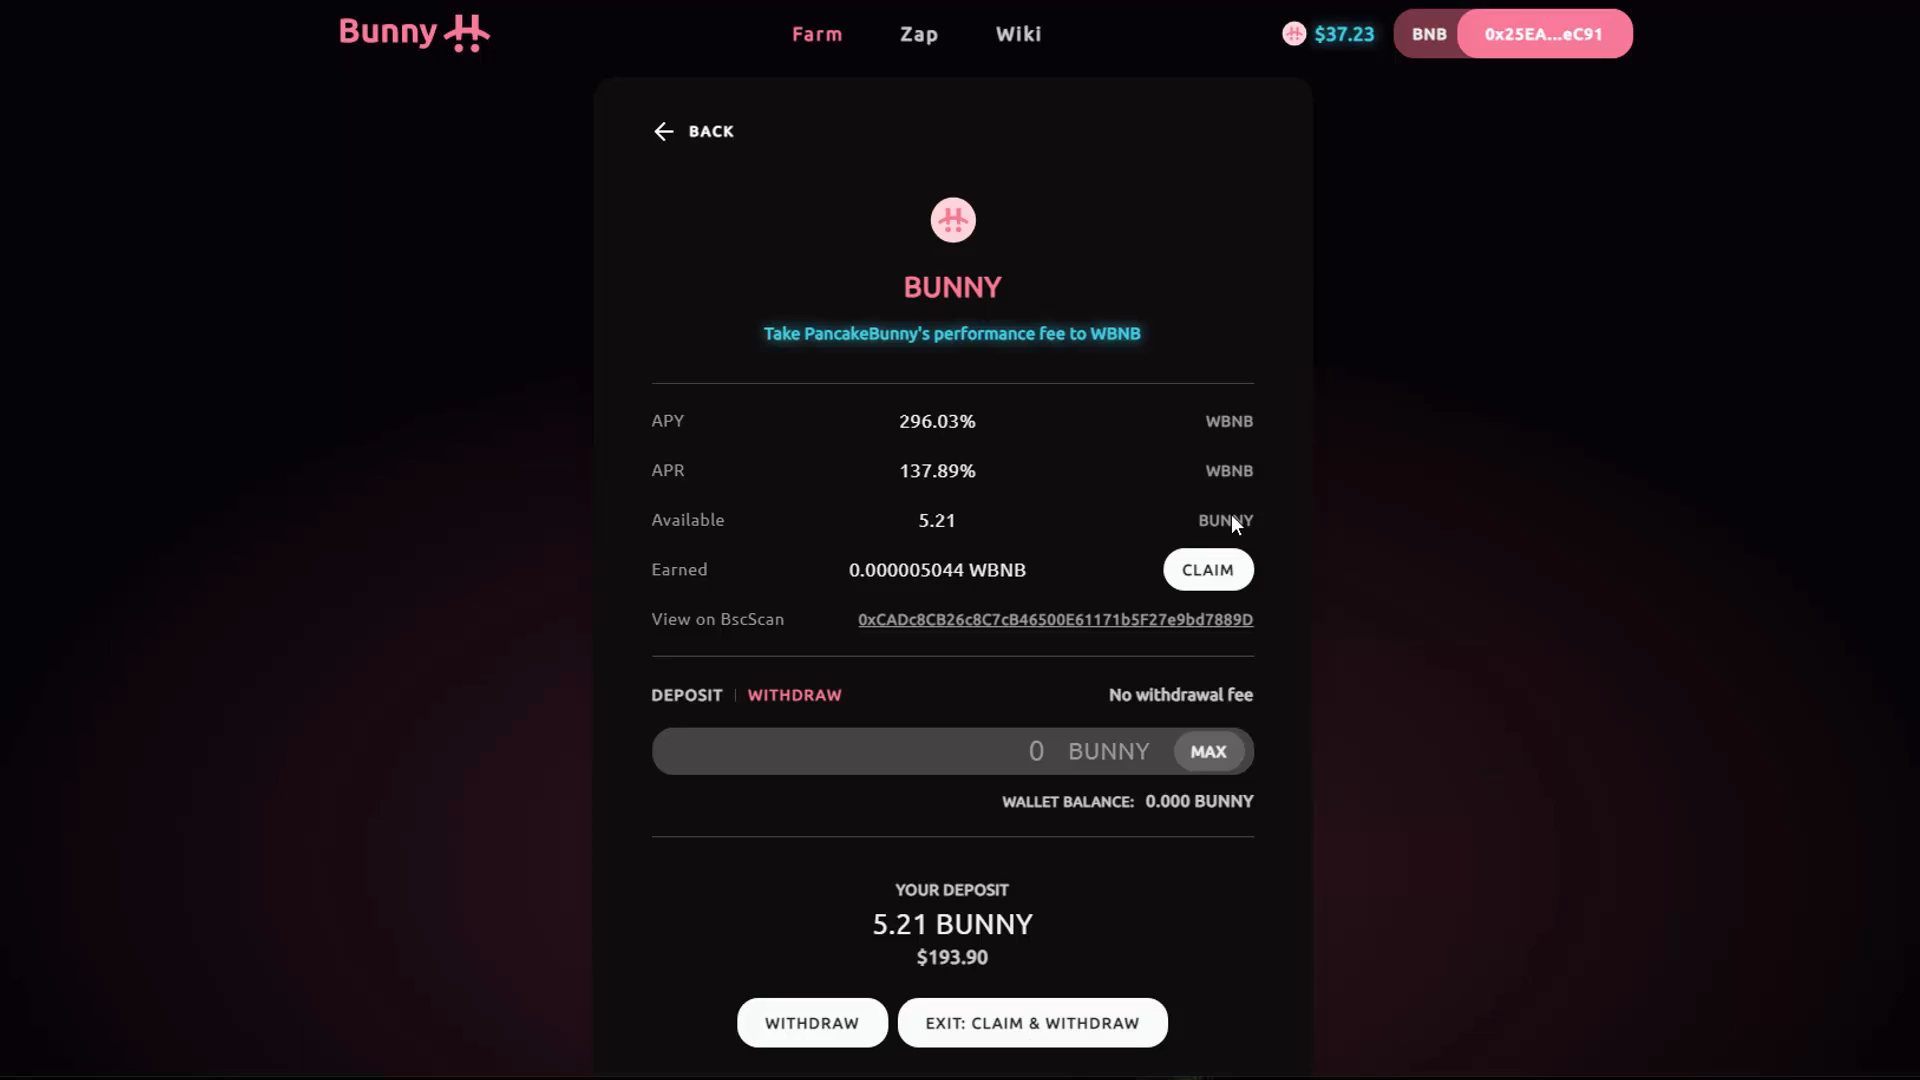 Bunny
Farm Zap Wiki
$37.23 BNB 0x25EA...eC91
BACK
BUNNY
Take PancakeBunny's performance fee to WBNB
APY 296.03% WBNB
APR 137.89% WBNB
Available 5.21 BUNNY
Earned 0.000005044 WBNB CLAIM
View on BscScan 0xCADc8CB26c8C7cB46500E61171b5F27e9bd7889D
DEPOSIT | WITHDRAW No withdrawal fee
0 BUNNY MAX
WALLET BALANCE: 0.000 BUNNY
YOUR DEPOSIT
5.21 BUNNY
$193.90
WITHDRAW EXIT: CLAIM & WITHDRAW